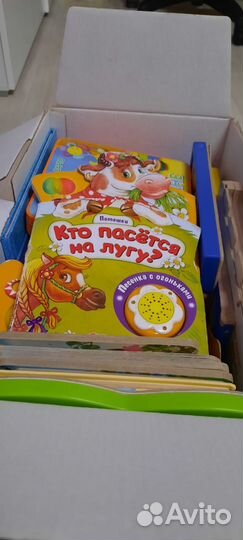 Потешки
Кто пасётся
на лугу?
Песенка с огоньками
Avito